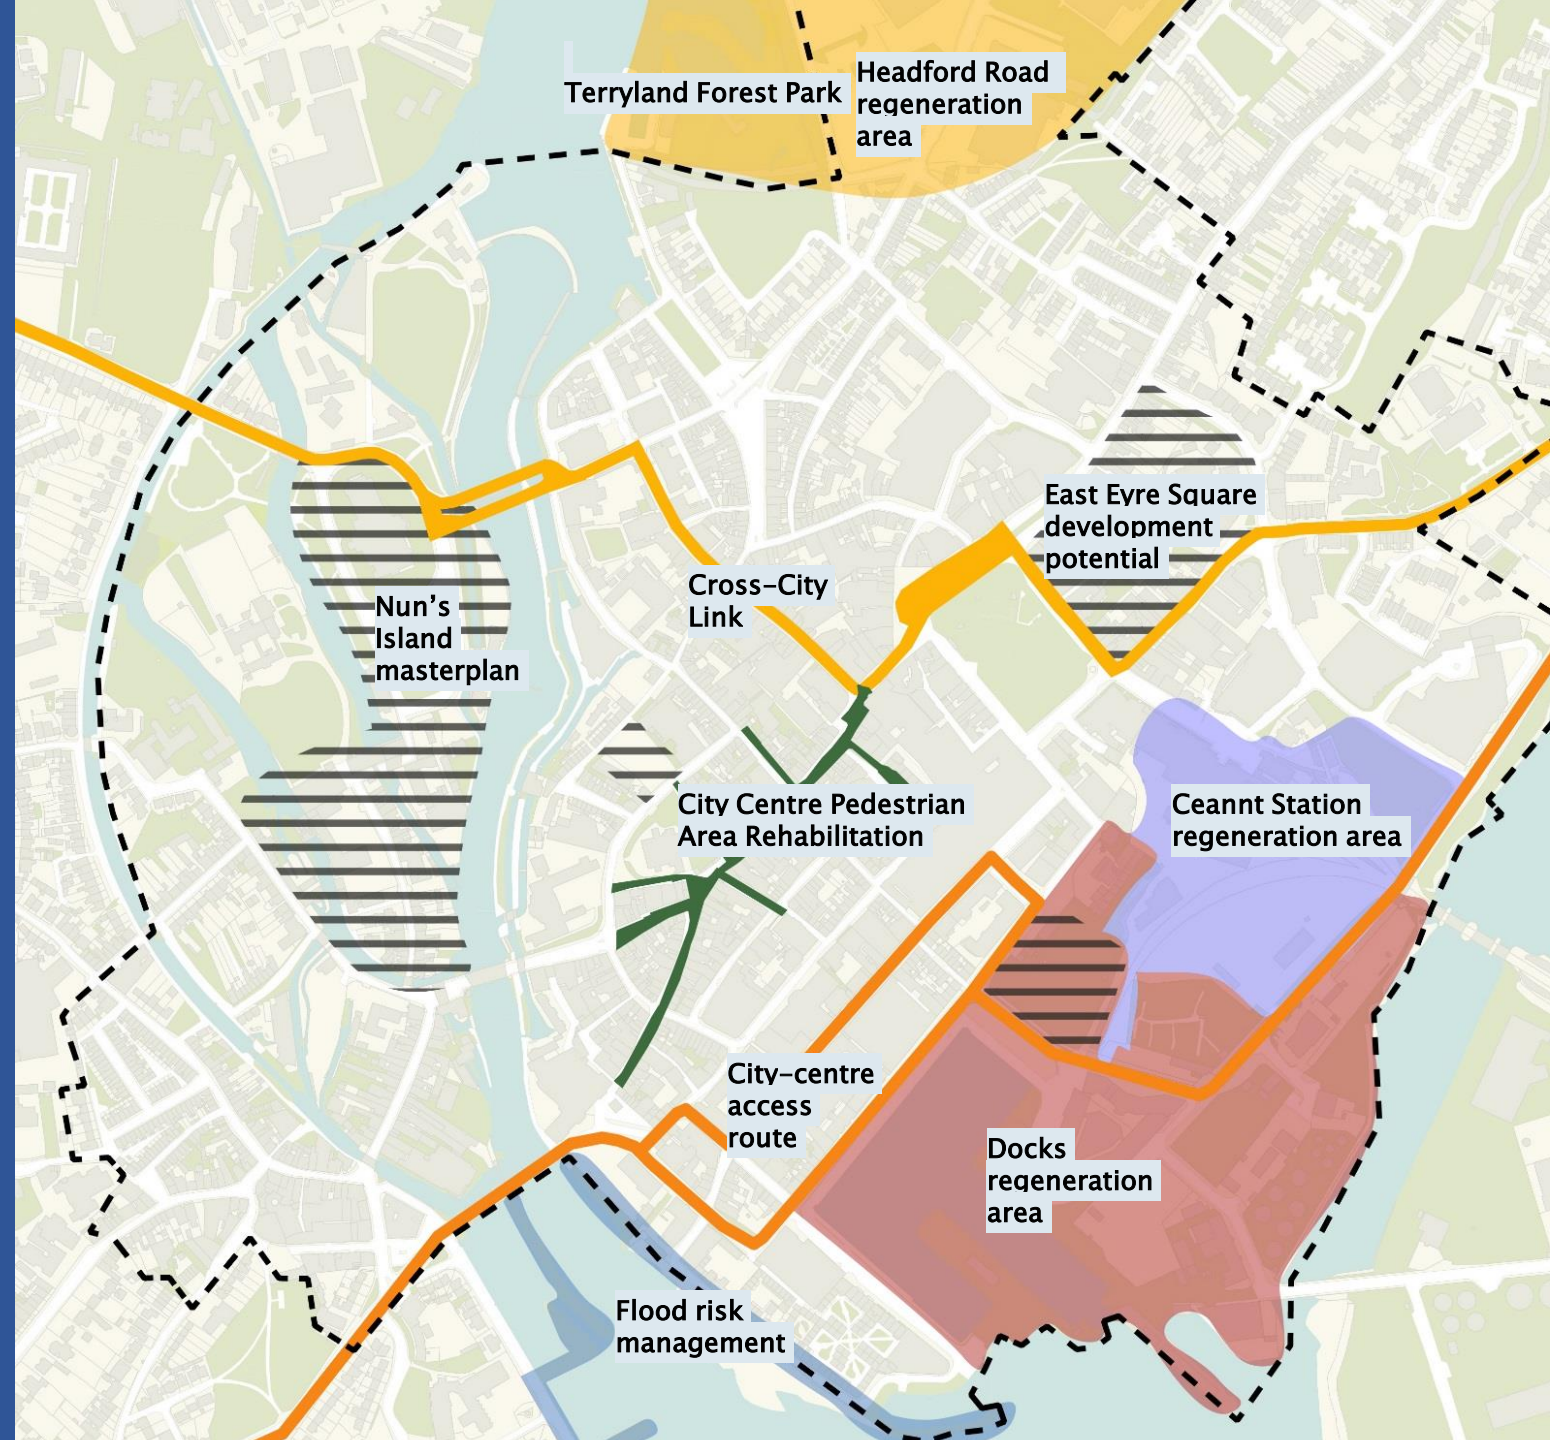 Terryland Forest Park
Headford Road
regeneration
area
East Eyre Square
development
potential
Cross-City
Link
Nun's
Island
masterplan
City Centre Pedestrian
Area Rehabilitation
Ceannt Station
regeneration area
City-centre
access
route
Docks
regeneration
area
Flood risk
management